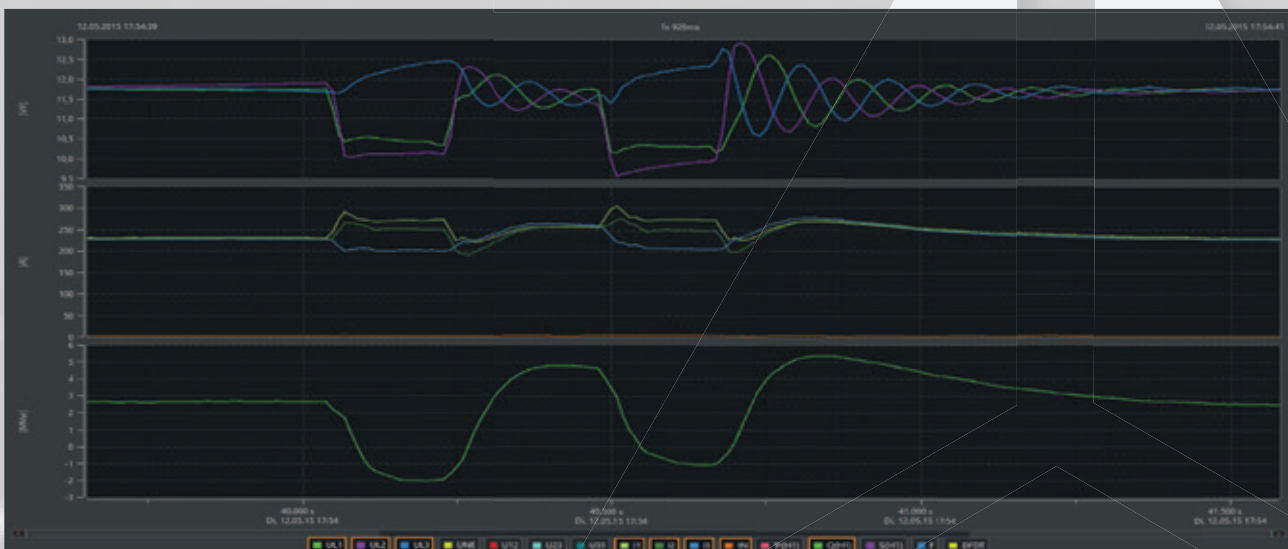 12.05.2015 17:54:39
1s 926ms
12.05.2015 17:54:41
[kV]
13,0
12,5
12,0
11,5
11,0
10,5
10,0
9,5
[A]
350
300
250
200
150
100
50
0
[MVar]
6
5
4
3
2
1
0
-1
-2
-3
40.000 s
Di, 12.05.15 17:54
40.500 s
Di, 12.05.15 17:54
41.000 s
Di, 12.05.15 17:54
41.500 s
Di, 12.05.15 17:54
UL1 UL2 UL3 UNE U12 U23 U31 I1 I2 I3 IN P(H1) Q(H1) S(H1) F DFDT